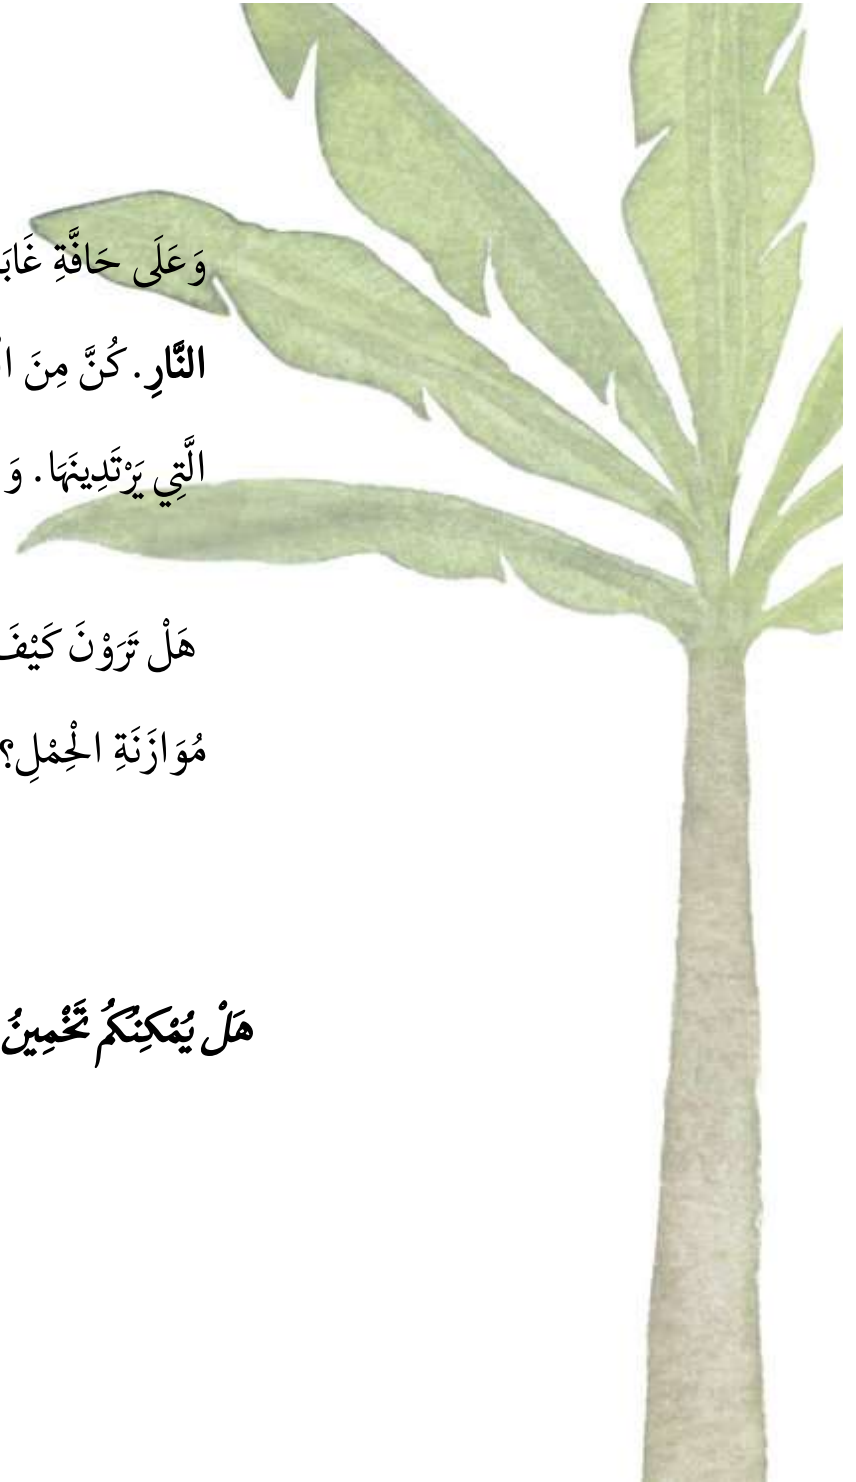 وَعَلَى حَافَّةِ غَابَ
النَّارِ. كُنَّ مِنَ
الَّتِي يَرْتَدِينَهَا. وَ
هَلْ تَرَوْنَ كَيْفَ
مُوَازَنَةِ الْحِمْلِ؟
هَلْ يُمْكِنُكُمْ تَخْمِينُ